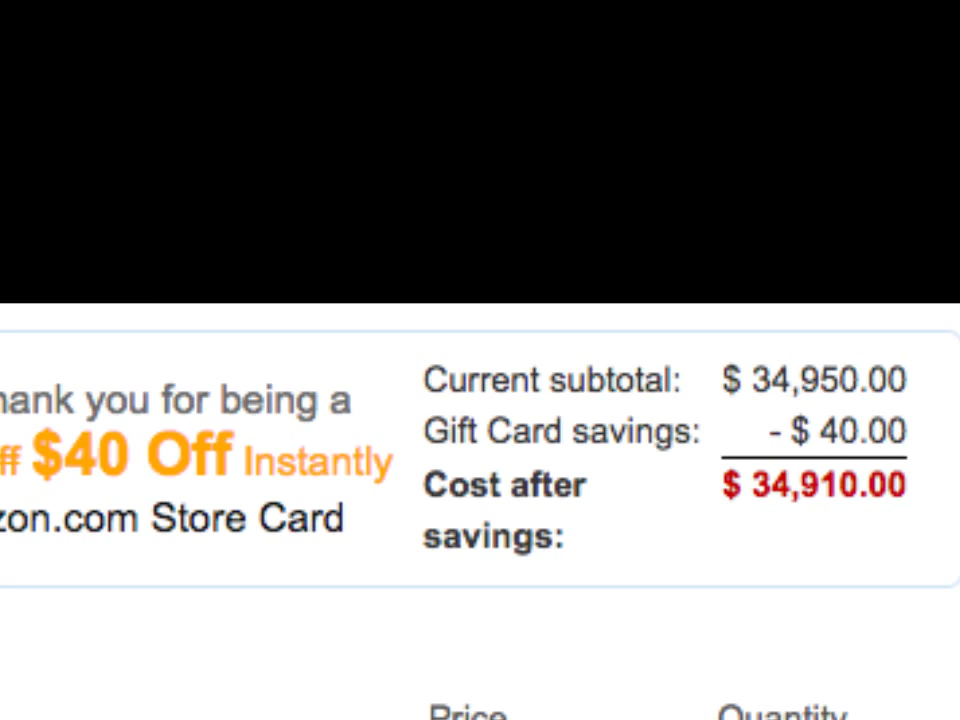 hank you for being a
ff $40 Off Instantly
zon.com Store Card
Current subtotal: $ 34,950.00
Gift Card savings: - $ 40.00
Cost after $ 34,910.00
savings:
Price Quantity